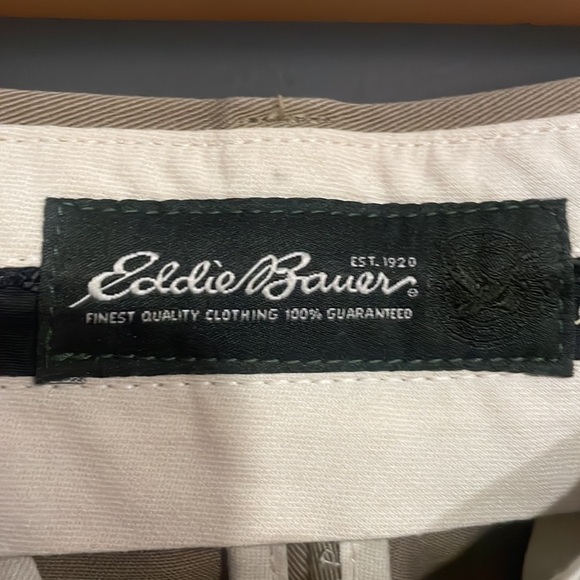 EST. 1920
Eddie Bauer®
FINEST QUALITY CLOTHING 100% GUARANTEED